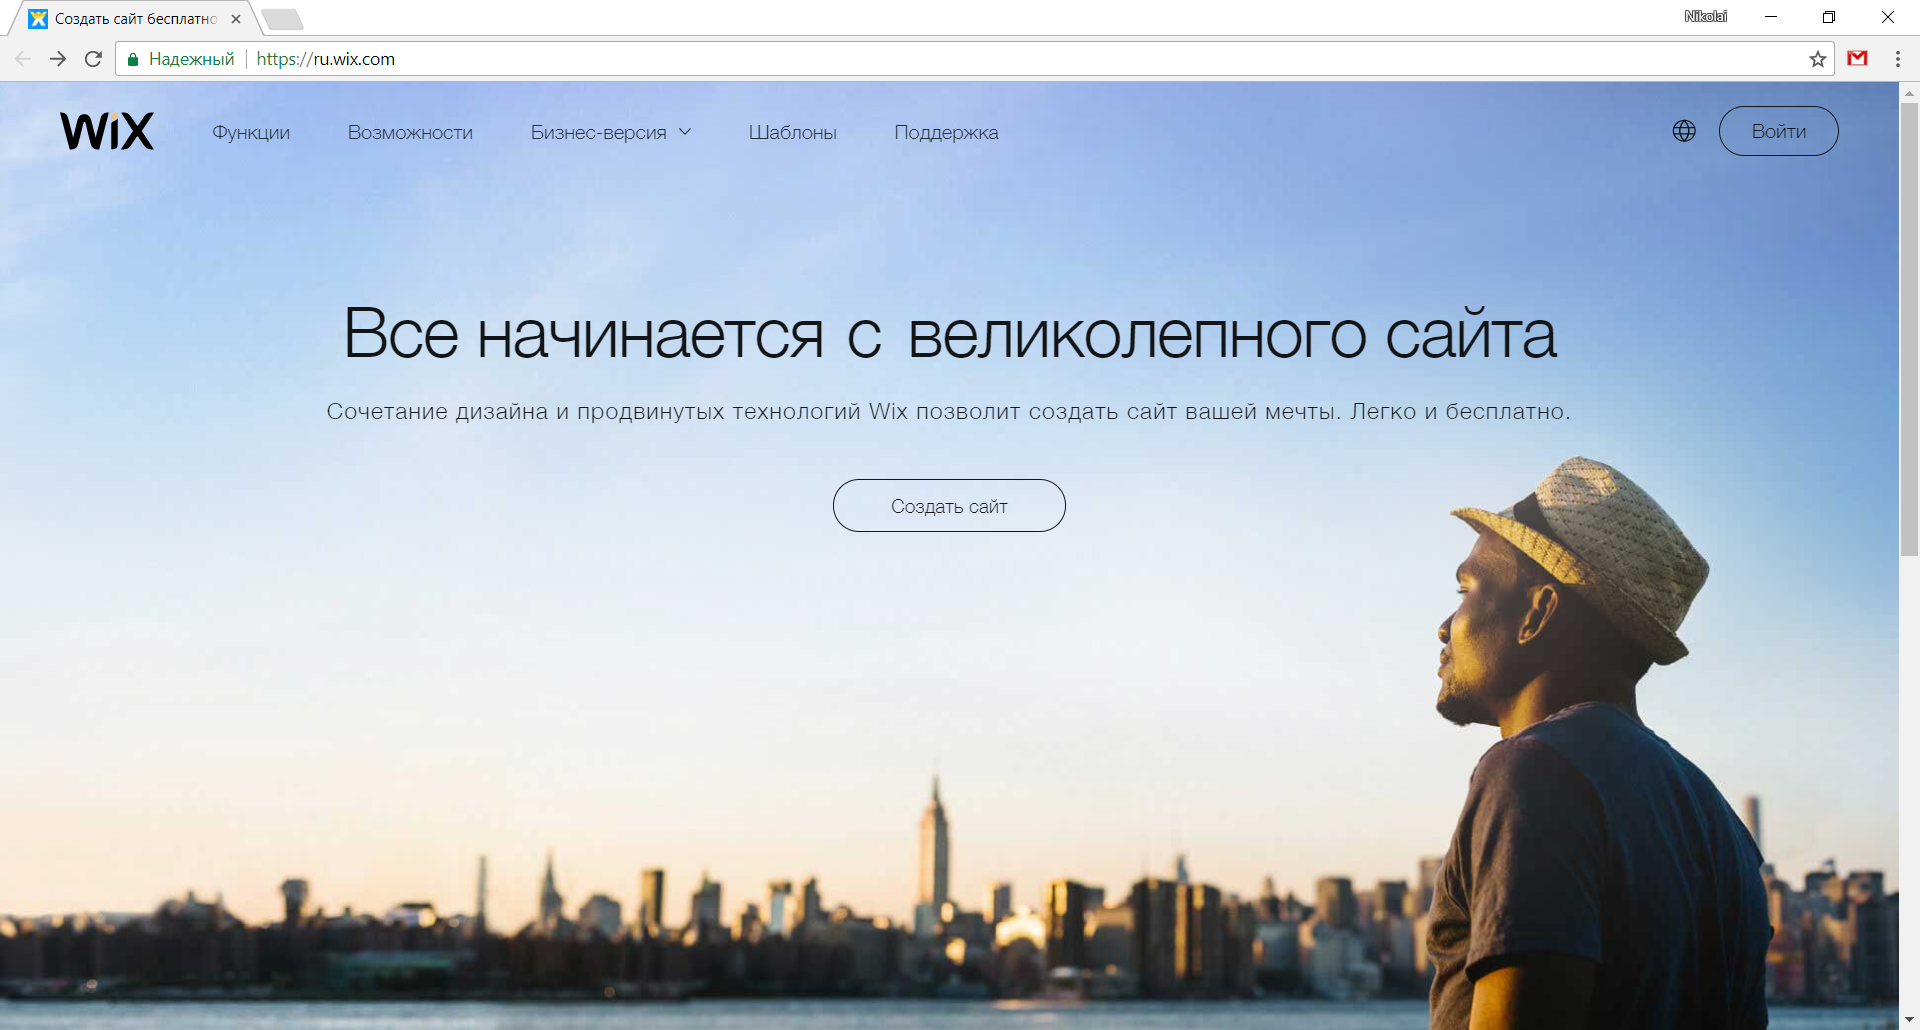 Создать сайт бесплатно
Nikolai
Надежный
https://ru.wix.com
WiX
Функции
Возможности
Бизнес-версия
Шаблоны
Поддержка
Войти
Все начинается с великолепного сайта
Сочетание дизайна и продвинутых технологий Wix позволит создать сайт вашей мечты. Легко и бесплатно.
Создать сайт